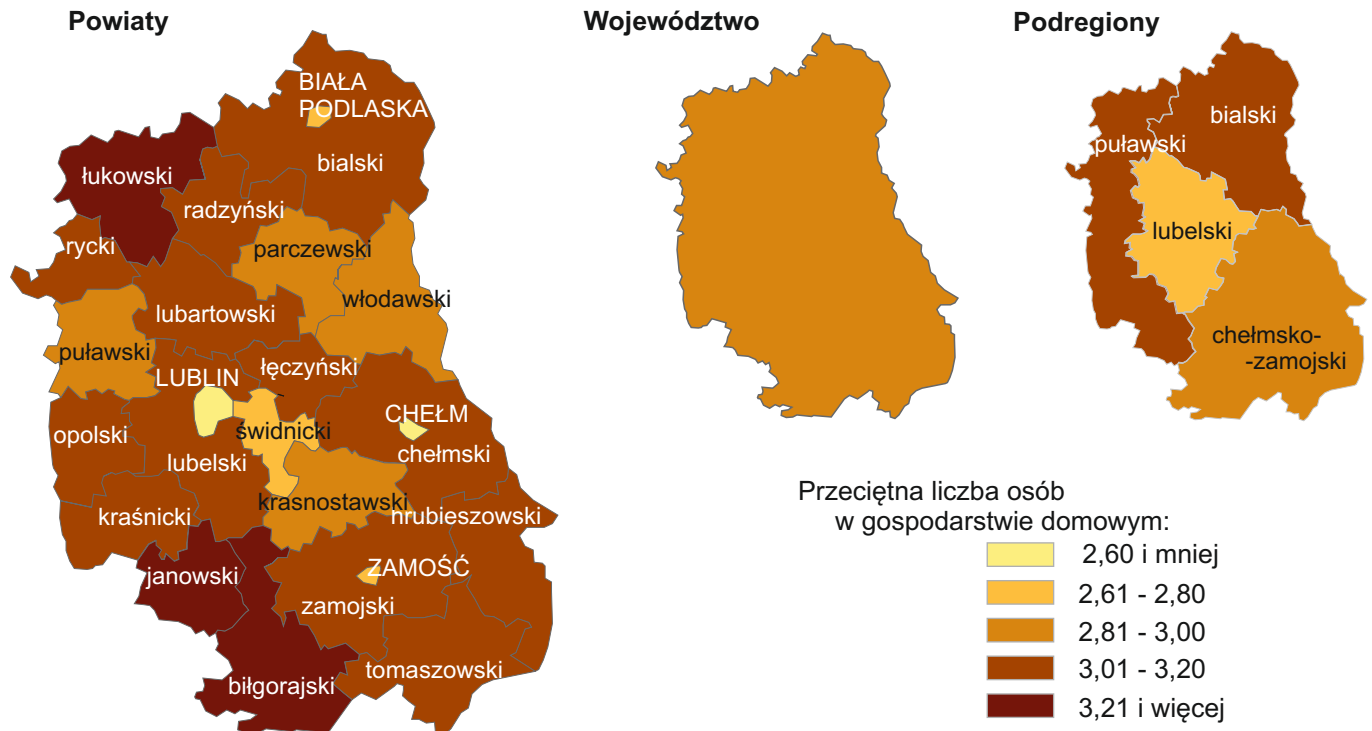 Powiaty
BIAŁA
PODLASKA
bialski
łukowski
radzyński
rycki
parczewski
włodawski
lubartowski
puławski
łęczyński
LUBLIN
CHEŁM
opolski
świdnicki
chełmski
lubelski
krasnostawski
kraśnicki
hrubieszowski
janowski
ZAMOŚĆ
zamojski
tomaszowski
biłgorajski
Województwo
Podregiony
bialski
puławski
lubelski
chełmsko-
-zamojski
Przeciętna liczba osób
w gospodarstwie domowym:
2,60 i mniej
2,61 - 2,80
2,81 - 3,00
3,01 - 3,20
3,21 i więcej